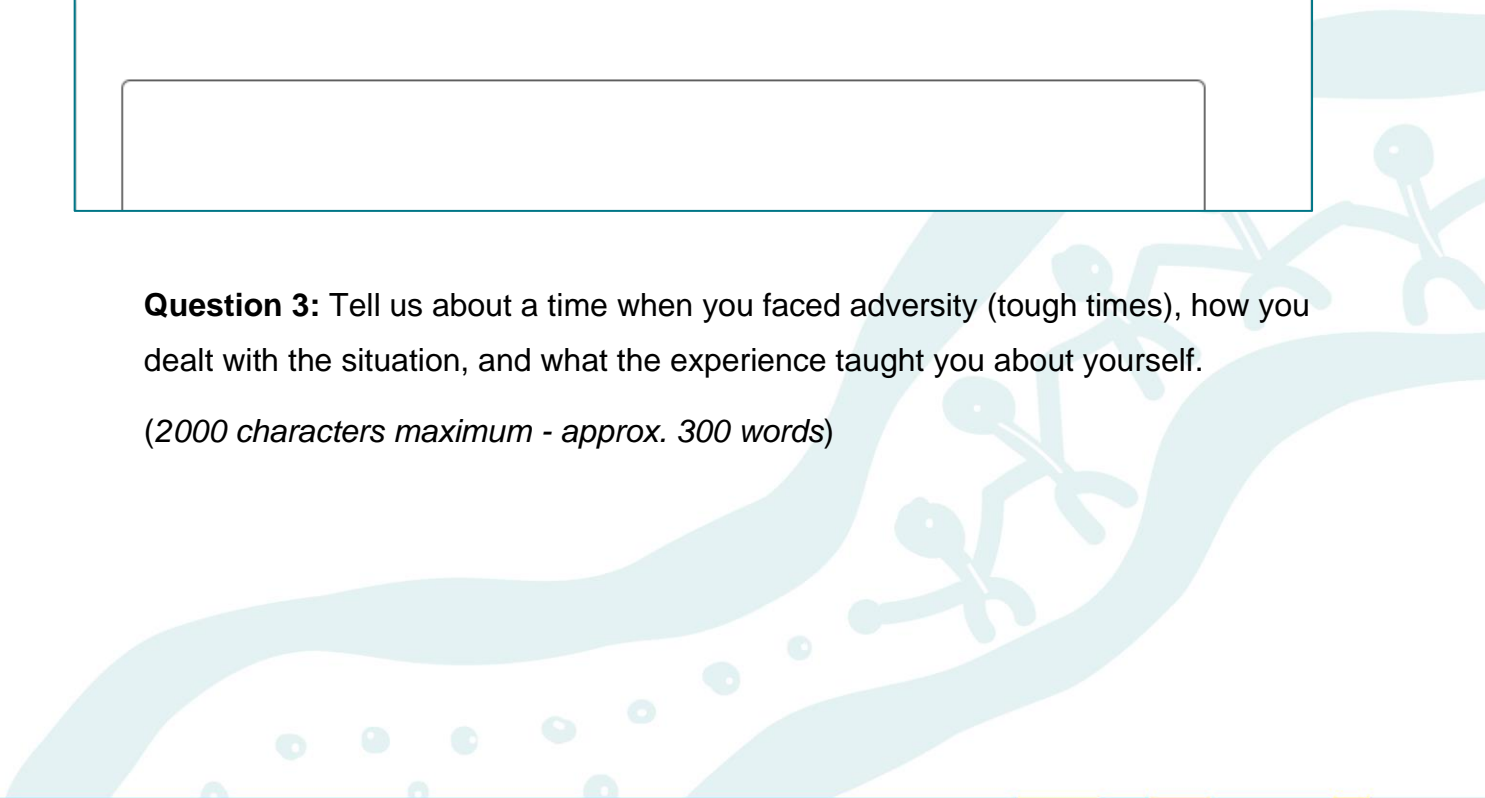 Question 3: Tell us about a time when you faced adversity (tough times), how you
dealt with the situation, and what the experience taught you about yourself.
(2000 characters maximum - approx. 300 words)